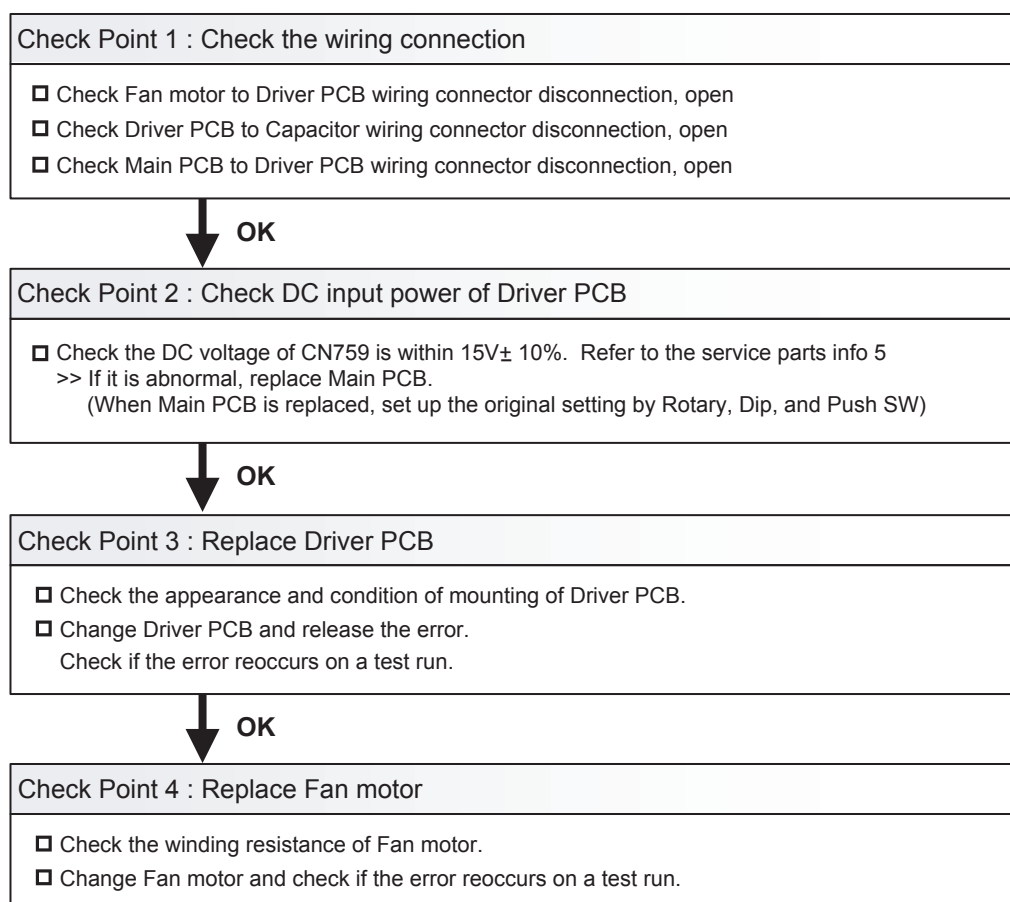 Check Point 1 : Check the wiring connection
Check Fan motor to Driver PCB wiring connector disconnection, open
Check Driver PCB to Capacitor wiring connector disconnection, open
Check Main PCB to Driver PCB wiring connector disconnection, open
OK
Check Point 2 : Check DC input power of Driver PCB
Check the DC voltage of CN759 is within 15V± 10%. Refer to the service parts info 5
>> If it is abnormal, replace Main PCB.
(When Main PCB is replaced, set up the original setting by Rotary, Dip, and Push SW)
OK
Check Point 3 : Replace Driver PCB
Check the appearance and condition of mounting of Driver PCB.
Change Driver PCB and release the error.
Check if the error reoccurs on a test run.
OK
Check Point 4 : Replace Fan motor
Check the winding resistance of Fan motor.
Change Fan motor and check if the error reoccurs on a test run.